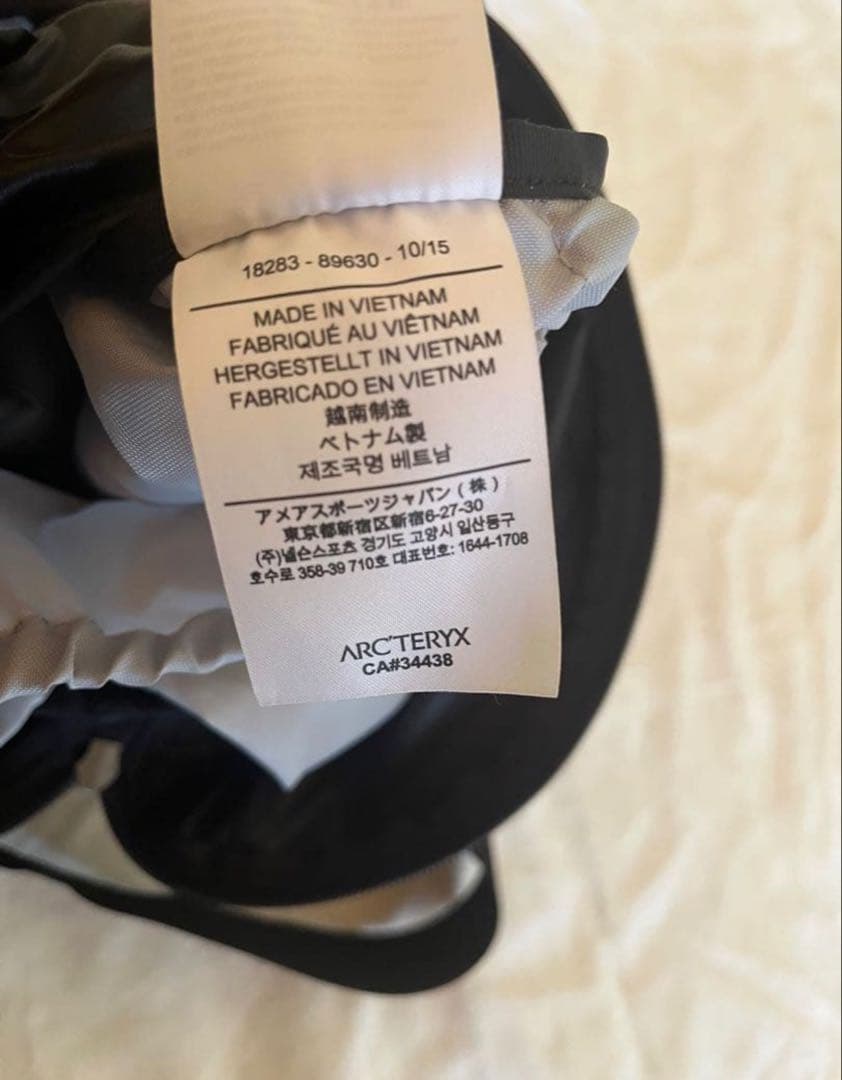 18283 - 89630 - 10/15
MADE IN VIETNAM
FABRIQUÉ AU VIÊTNAM
HERGESTELLT IN VIETNAM
FABRICADO EN VIETNAM
越南制造
ベトナム製
제조국명 베트남
アメアスポーツジャパン（株）
東京都新宿区新宿6-27-30
(주)넬슨스포츠 경기도 고양시 일산동구
호수로 358-39 710호 대표번호: 1644-1708
ARC'TERYX
CA#34438